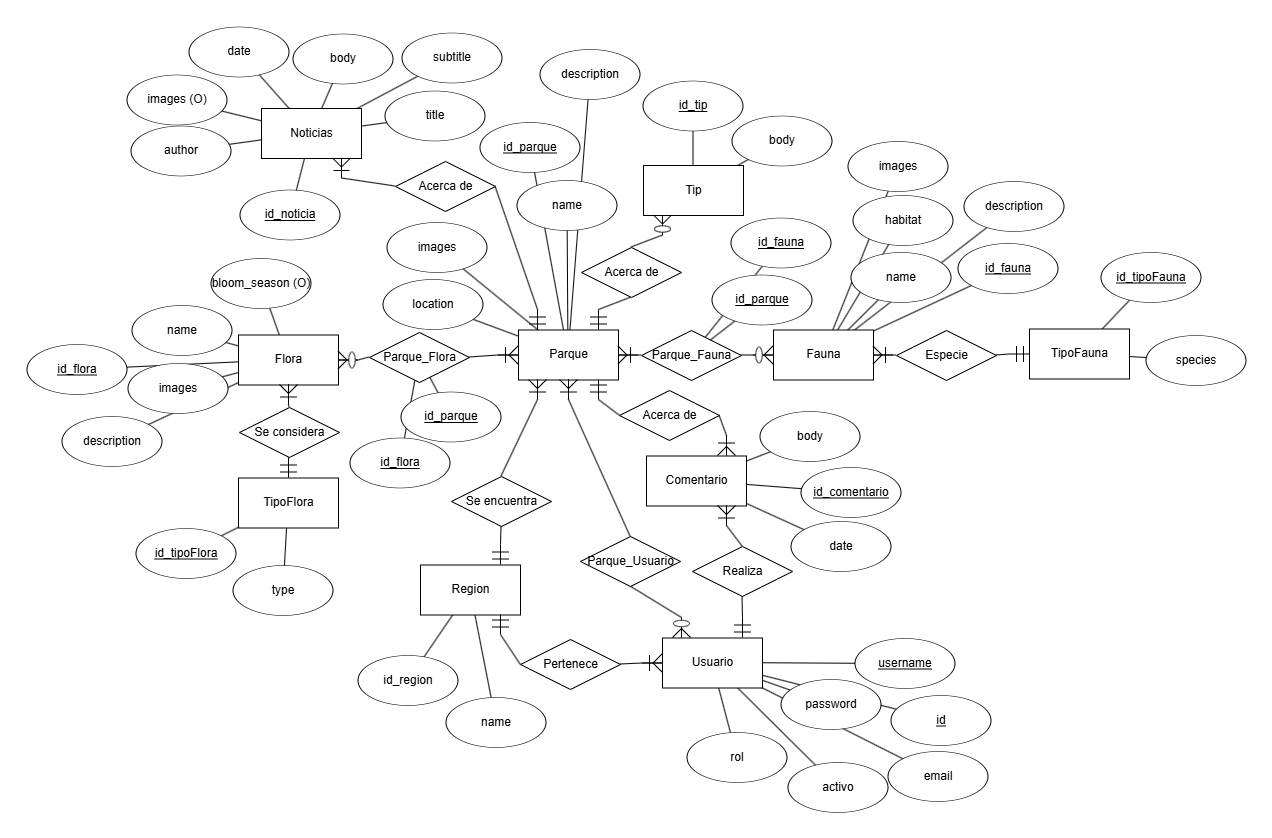 date
body
subtitle
description
images (O)
title
id_tip
Noticias
author
id_parque
body
Acerca de
images
Tip
name
habitat
description
id_noticia
id_fauna
images
Acerca de
id_fauna
name
id_tipoFauna
bloom_season (O)
location
id_parque
name
Flora
Parque_Flora
Parque
Parque_Fauna
Fauna
Especie
TipoFauna
species
id_flora
images
id_parque
Acerca de
description
Se considera
body
id_flora
Comentario
id_comentario
TipoFlora
Se encuentra
id_tipoFlora
date
Parque_Usuario
Realiza
type
Region
Pertenece
Usuario
username
id_region
password
name
id
rol
email
activo